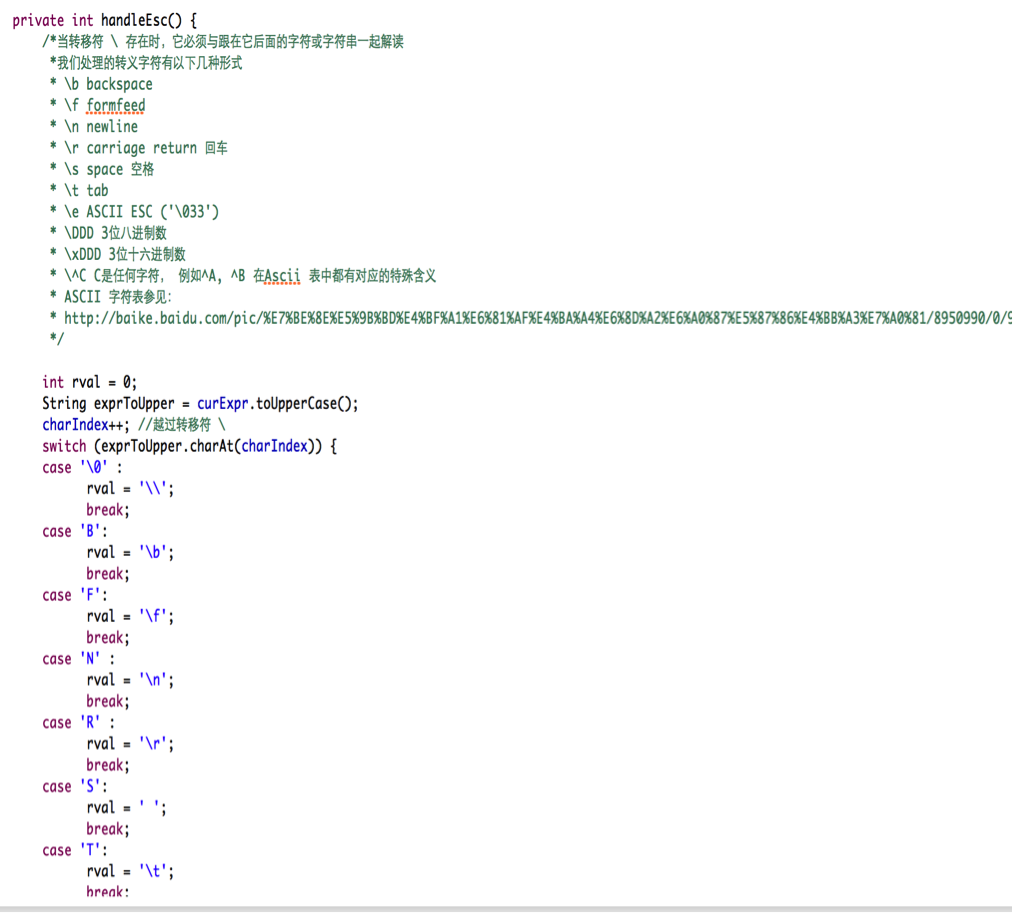 private int handleEsc() {
/*当转移符 \ 存在时，它必须与跟在它后面的字符或字符串一起解读
*我们处理的转义字符有以下几种形式
* \b backspace
* \f formfeed
* \n newline
* \r carriage return 回车
* \s space 空格
* \t tab
* \e ASCII ESC ('\033')
* \DDD 3位八进制数
* \xDDD 3位十六进制数
* \^C C是任何字符， 例如^A, ^B 在Ascii 表中都有对应的特殊含义
* ASCII 字符表参见：
* http://baike.baidu.com/pic/%E7%BE%8E%E5%9B%BD%E4%BF%A1%E6%81%AF%E4%BA%A4%E6%8D%A2%E6%A0%87%E5%87%86%E4%BB%A3%E7%A0%81/8950990/0/9
*/
int rval = 0;
String exprToUpper = curExpr.toUpperCase();
charIndex++; //越过转移符 \
switch (exprToUpper.charAt(charIndex)) {
case '\0' :
rval = '\\';
break;
case 'B':
rval = '\b';
break;
case 'F':
rval = '\f';
break;
case 'N' :
rval = '\n';
break;
case 'R' :
rval = '\r';
break;
case 'S':
rval = ' ';
break;
case 'T':
rval = '\t';
break;